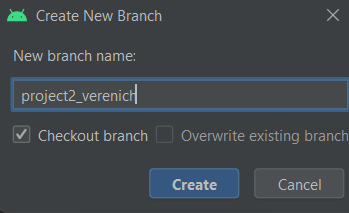 Create New Branch
New branch name:
project2_verenich
Checkout branch
Overwrite existing branch
Create
Cancel